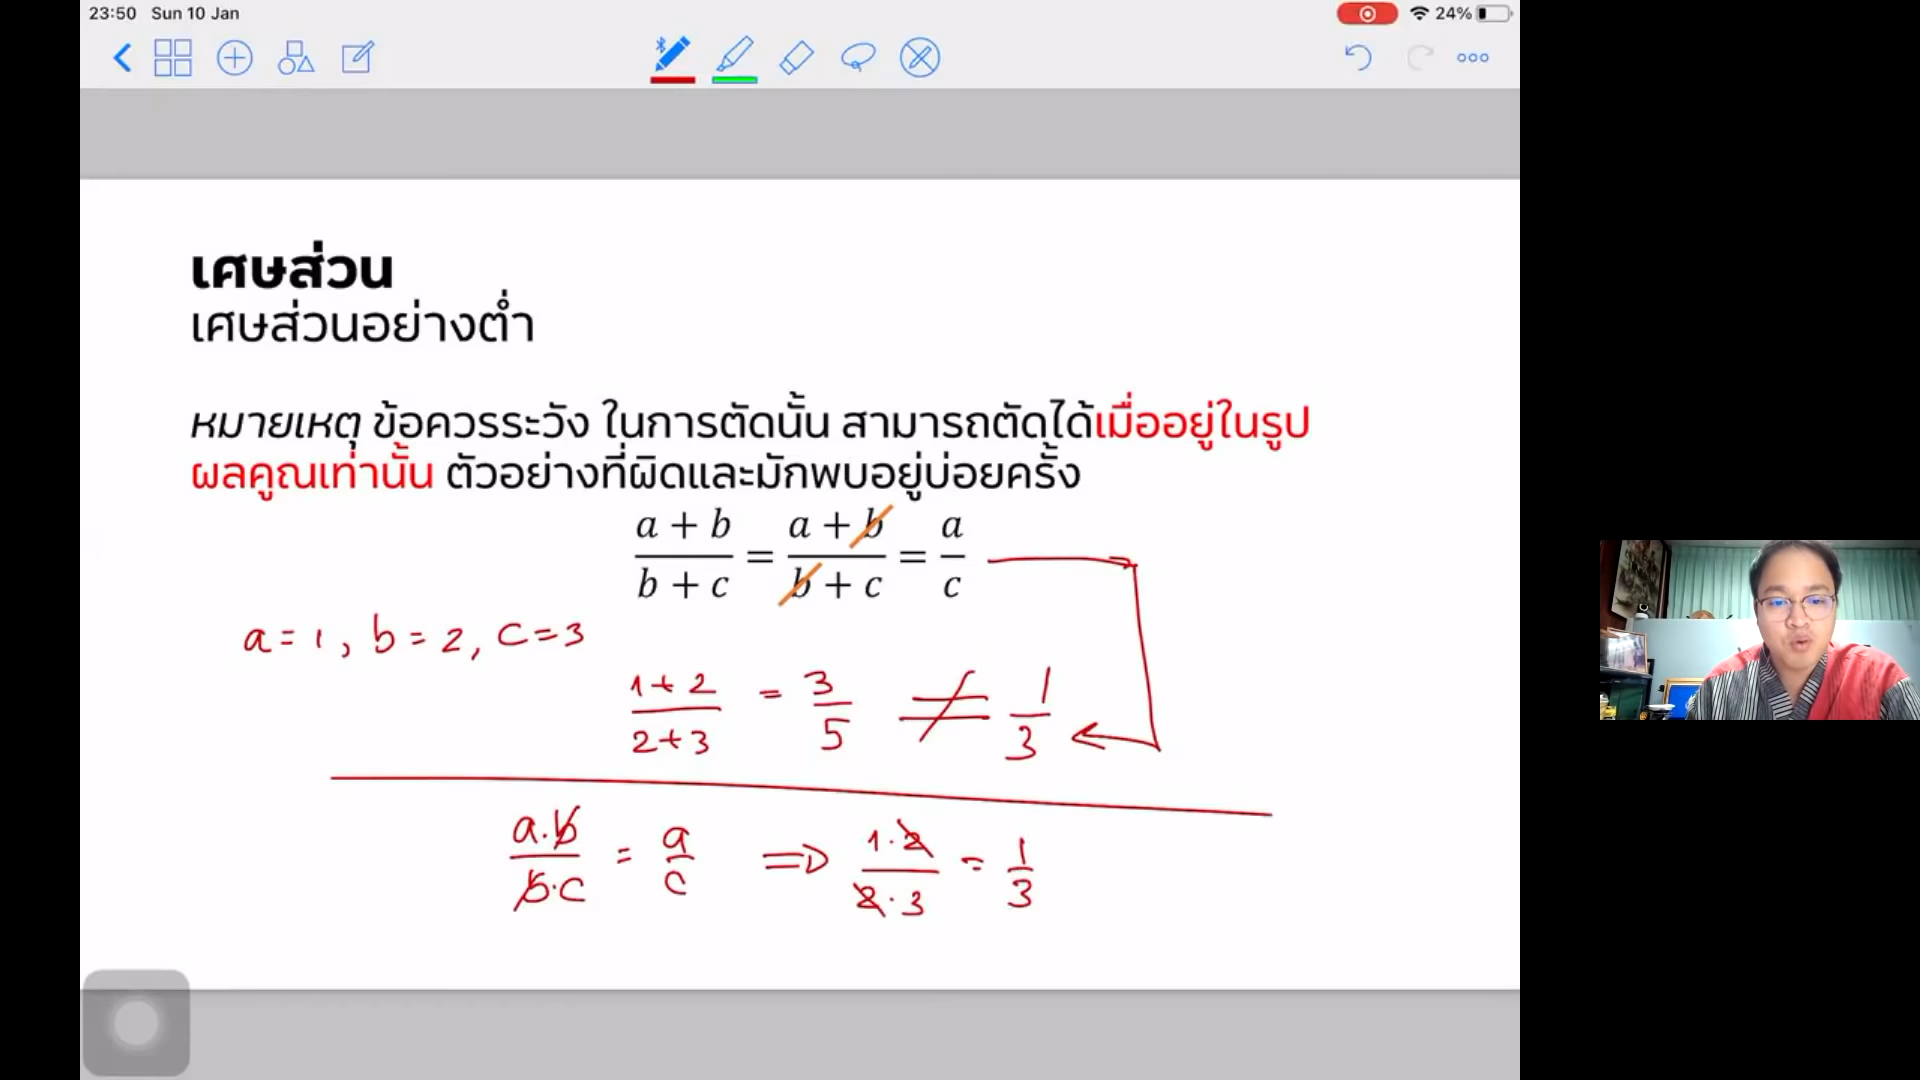 23:50 Sun 10 Jan
24%
เศษส่วน
เศษส่วนอย่างต่ำ
หมายเหตุ ข้อควรระวัง ในการตัดนั้น สามารถตัดได้เมื่ออยู่ในรูป
ผลคูณเท่านั้น ตัวอย่างที่ผิดและมักพบอยู่บ่อยครั้ง
a + b / b + c = a + b / b + c = a / c
a = 1, b = 2, c = 3
1 + 2 / 2 + 3 = 3 / 5 ≠ 1 / 3
a · b / b · c = a / c ⇒ 1 · 2 / 2 · 3 = 1 / 3